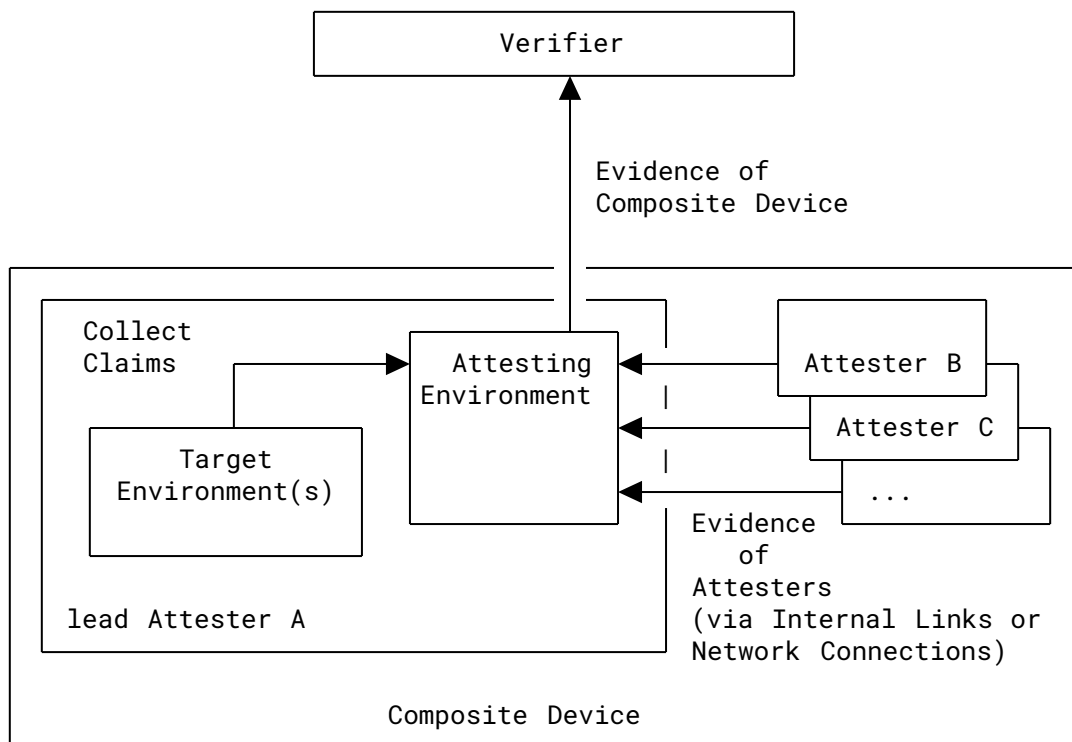 Verifier
Evidence of
Composite Device
Collect
Claims
Attesting
Environment
Attester B
Attester C
...
Target
Environment(s)
Evidence
of
Attesters
(via Internal Links or
Network Connections)
lead Attester A
Composite Device